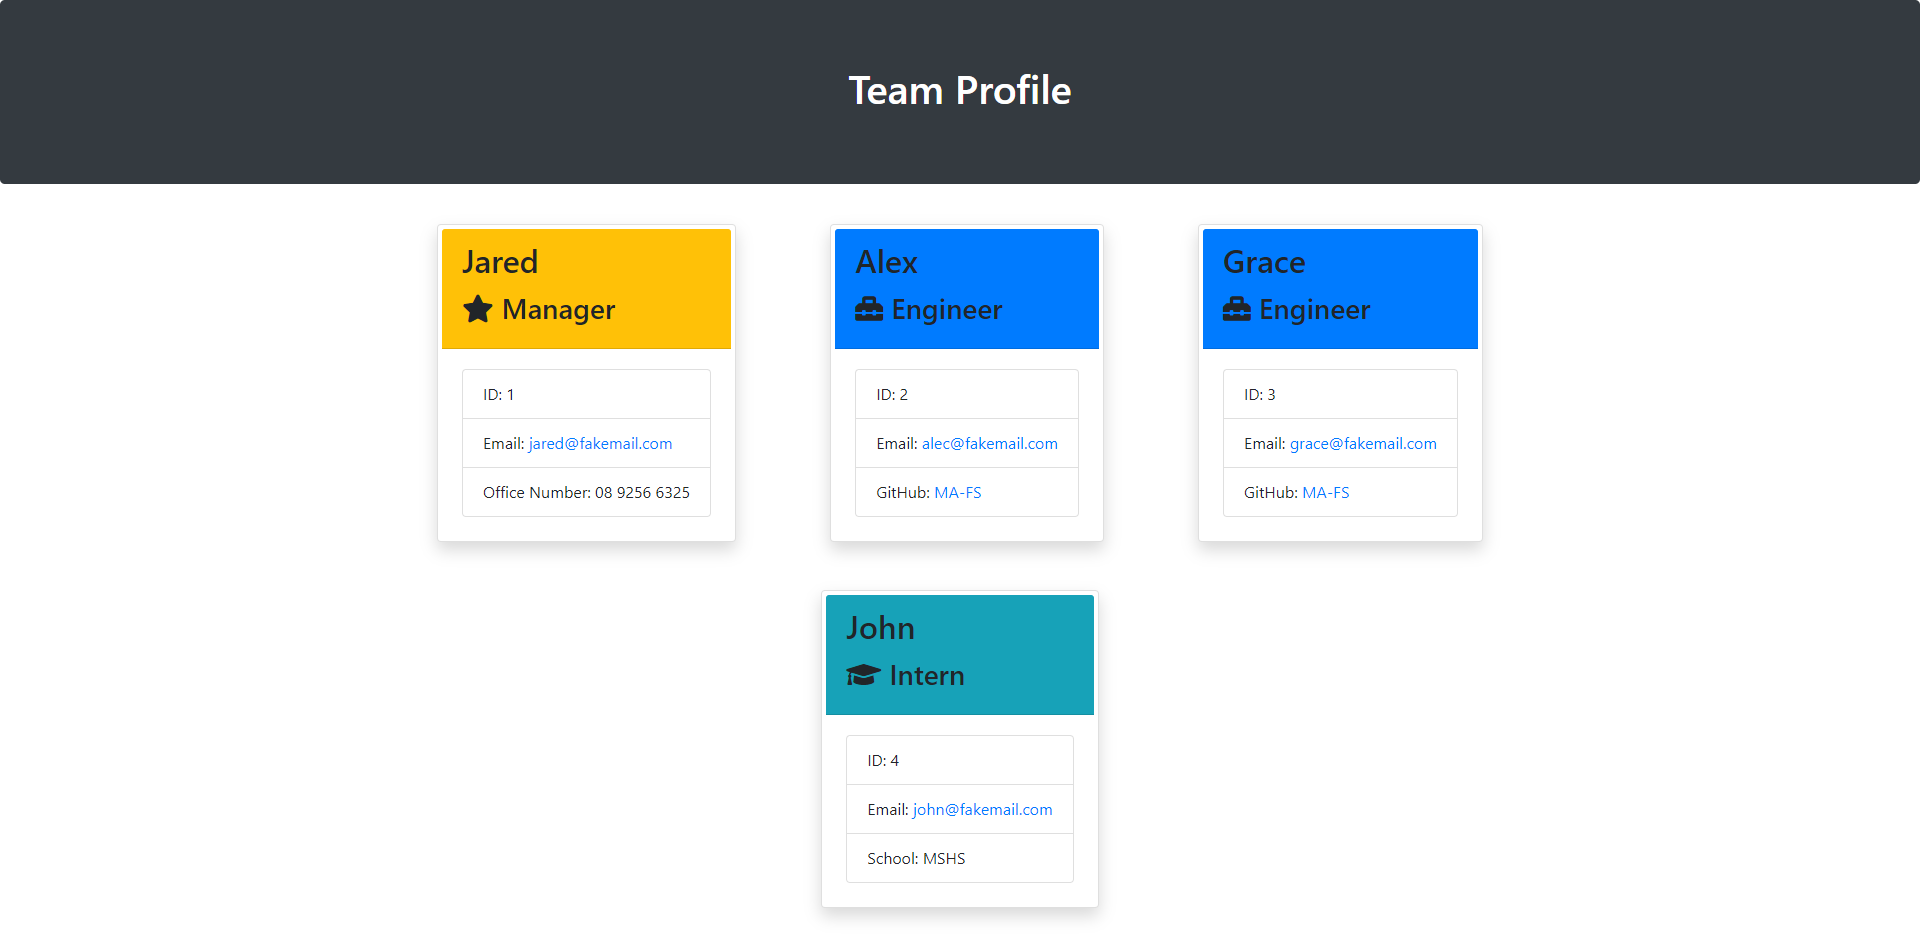 Team Profile
Jared
Manager
ID: 1
Email: jared@fakemail.com
Office Number: 08 9256 6325
Alex
Engineer
ID: 2
Email: alec@fakemail.com
GitHub: MA-FS
Grace
Engineer
ID: 3
Email: grace@fakemail.com
GitHub: MA-FS
John
Intern
ID: 4
Email: john@fakemail.com
School: MSHS